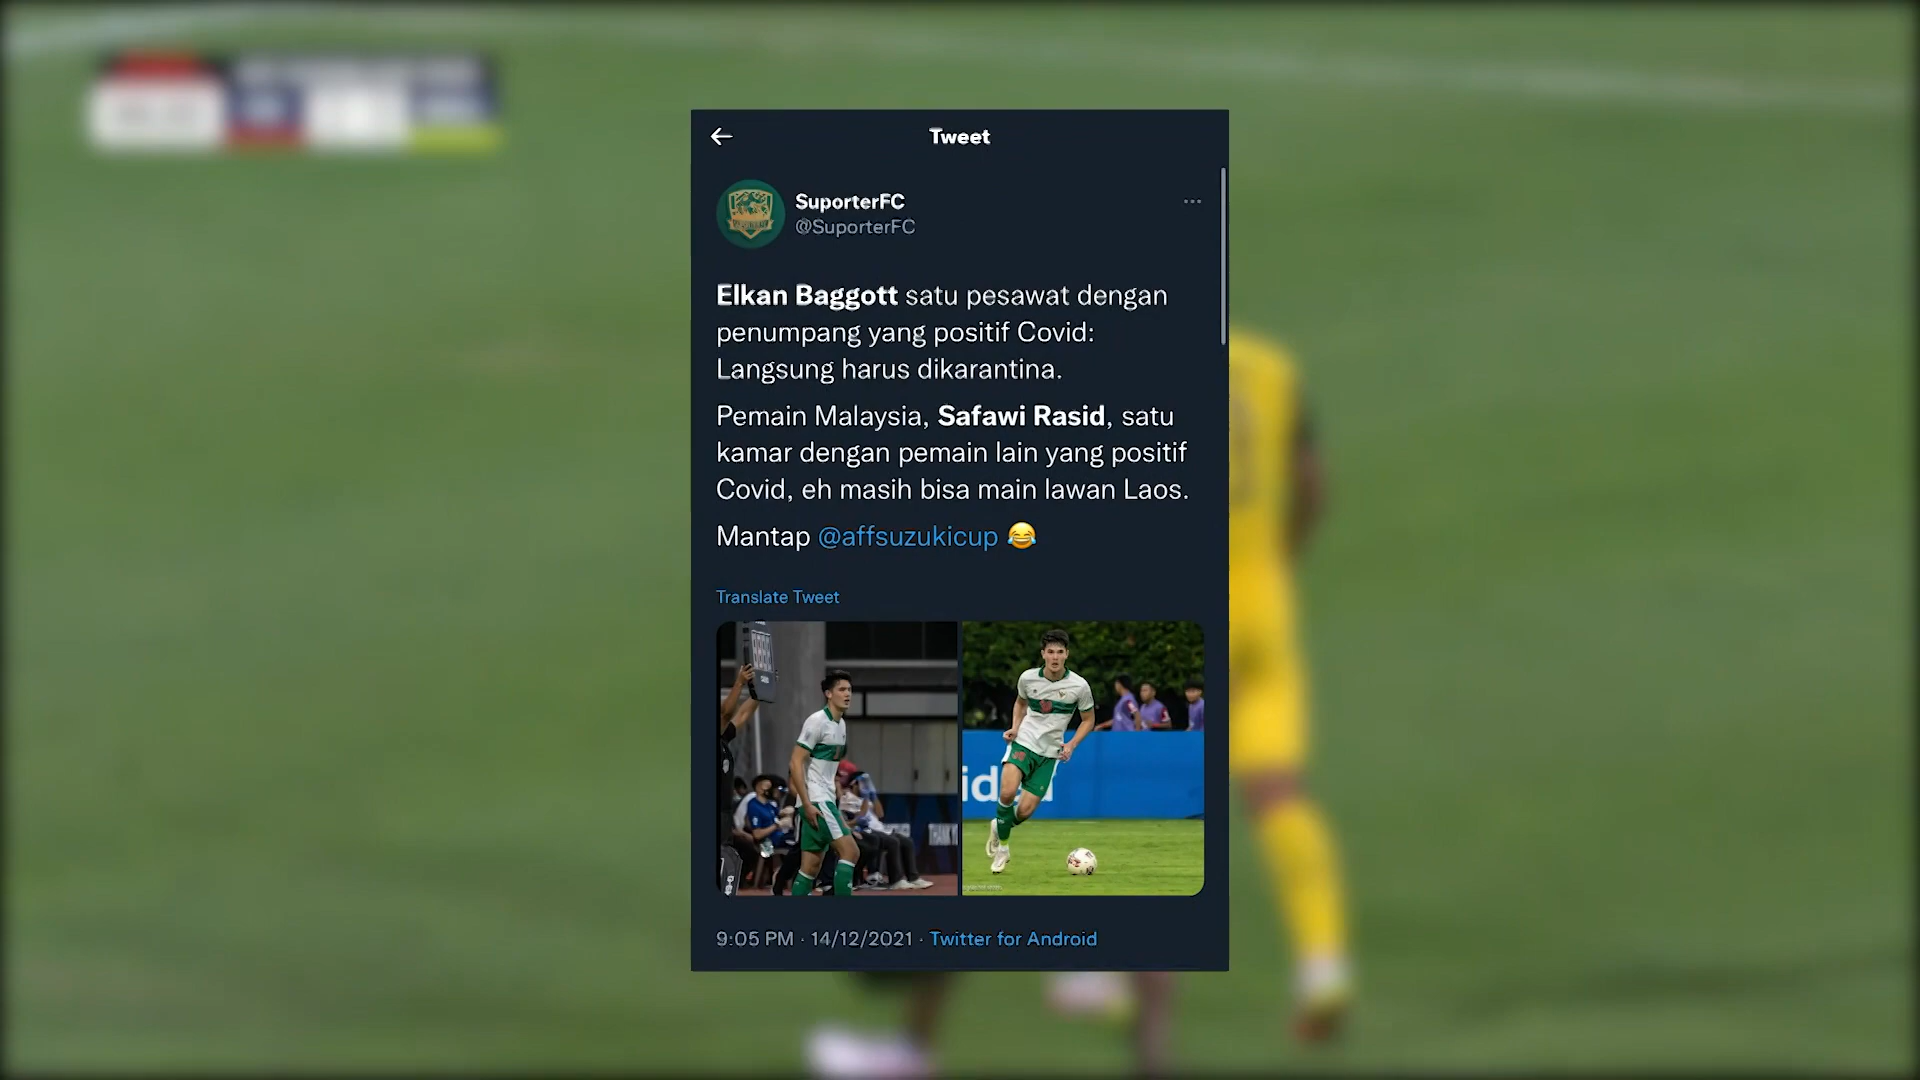 Tweet
SuporterFC
@SuporterFC
Elkan Baggott satu pesawat dengan
penumpang yang positif Covid:
Langsung harus dikarantina.
Pemain Malaysia, Safawi Rasid, satu
kamar dengan pemain lain yang positif
Covid, eh masih bisa main lawan Laos.
Mantap @affsuzukicup 😂
Translate Tweet
9:05 PM · 14/12/2021 · Twitter for Android